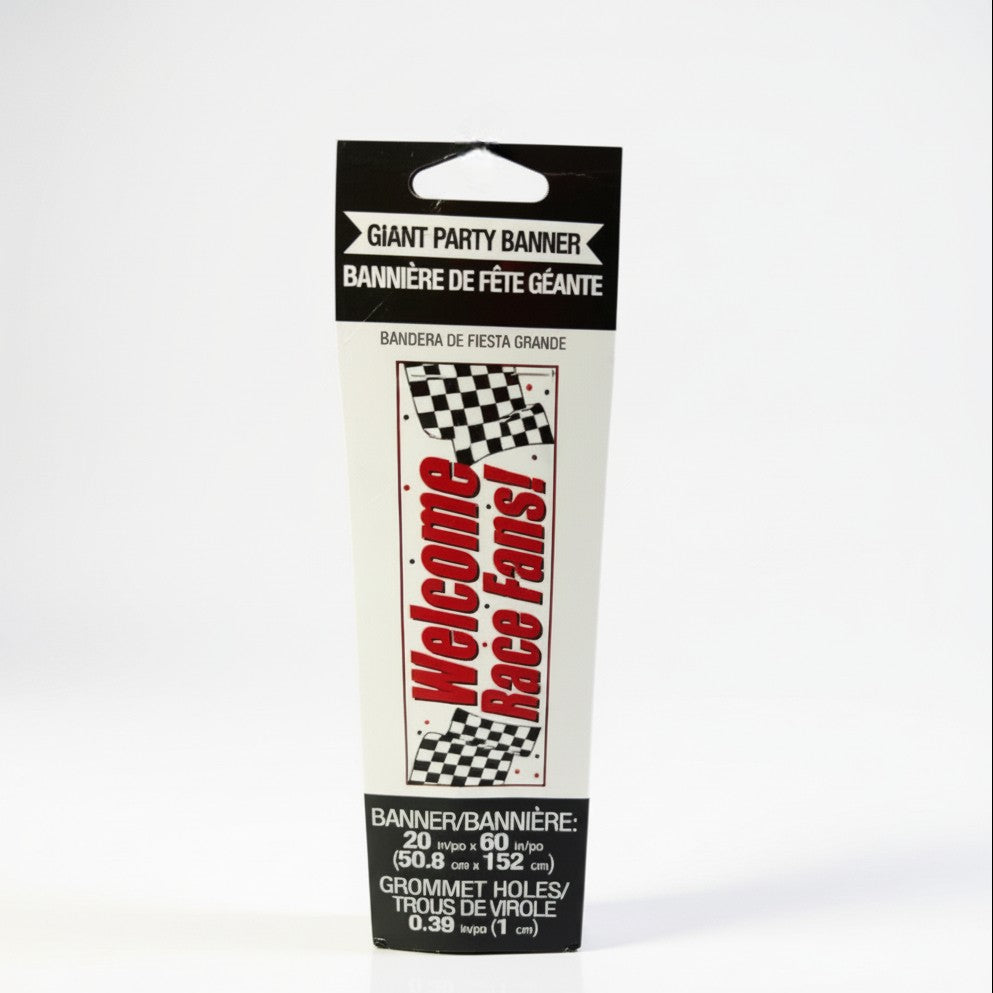 GiANT PARTY BANNER
BANNIÈRE DE FÊTE GÉANTE
BANDERA DE FIESTA GRANDE
Welcome
Race Fans!
BANNER/BANNIÈRE:
20 in/po x 60 in/po
(50.8 cm x 152 cm)
GROMMET HOLES/
TROUS DE VIROLE
0.39 in/po (1 cm)